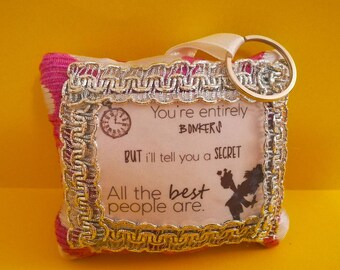 You're entirely
BONKERS
BUT i'll tell you a SECRET
All the best
people are.